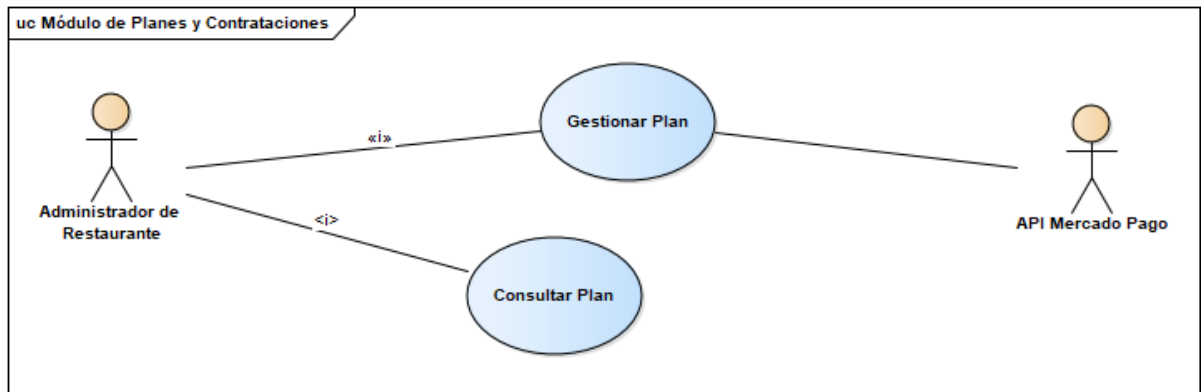 uc Módulo de Planes y Contrataciones
«i»
Gestionar Plan
Administrador de
Restaurante
API Mercado Pago
<i>
Consultar Plan